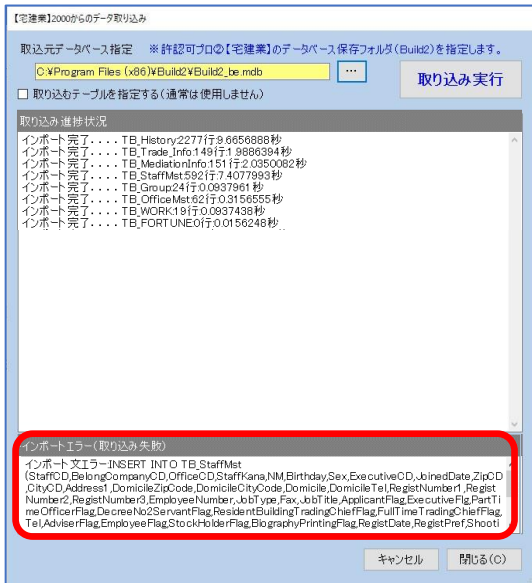 【宅建業】2000からのデータ取り込み
取込元データベース指定 ※許認可プロ②【宅建業】のデータベース保存フォルダ(Build2)を指定します。
C:¥Program Files (x86)¥Build2¥Build2_be.mdb
...
取り込み実行
取り込むテーブルを指定する(通常は使用しません)
取り込み進捗状況
インポート完了....TB_History:2277行:9.6656888秒
インポート完了....TB_Trade_Info:149行:1.9886394秒
インポート完了....TB_MediationInfo:151行:2.0350082秒
インポート完了....TB_StaffMst:592行:7.4077993秒
インポート完了....TB_Group:24行:0.0937961秒
インポート完了....TB_OfficeMst:62行:0.3156555秒
インポート完了....TB_WORK:19行:0.0937438秒
インポート完了....TB_FORTUNE:0行:0.0156248秒
インポートエラー(取り込み失敗)
インポート文エラーINSERT INTO TB_StaffMst
(StaffCD,BelongCompanyCD,OfficeCD,StaffKana,NM,Birthday,Sex,ExecutiveCD,JoinedDate,ZipCD
,CityCD,Address1,DomicileZipCode,DomicileCityCode,Domicile,DomicileTel,RegistNumber1,Regist
Number2,RegistNumber3,EmployeeNumber,JobType,Fax,JobTitle,ApplicantFlag,ExecutiveFlg,PartTi
meOfficerFlag,DecreeNo2ServantFlag,ResidentBuildingTradingChiefFlag,FullTimeTradingChiefFlag,
Tel,AdviserFlag,EmployeeFlag,StockHolderFlag,BiographyPrintingFlag,RegistDate,RegistPref,Shooti
キャンセル
閉じる(C)